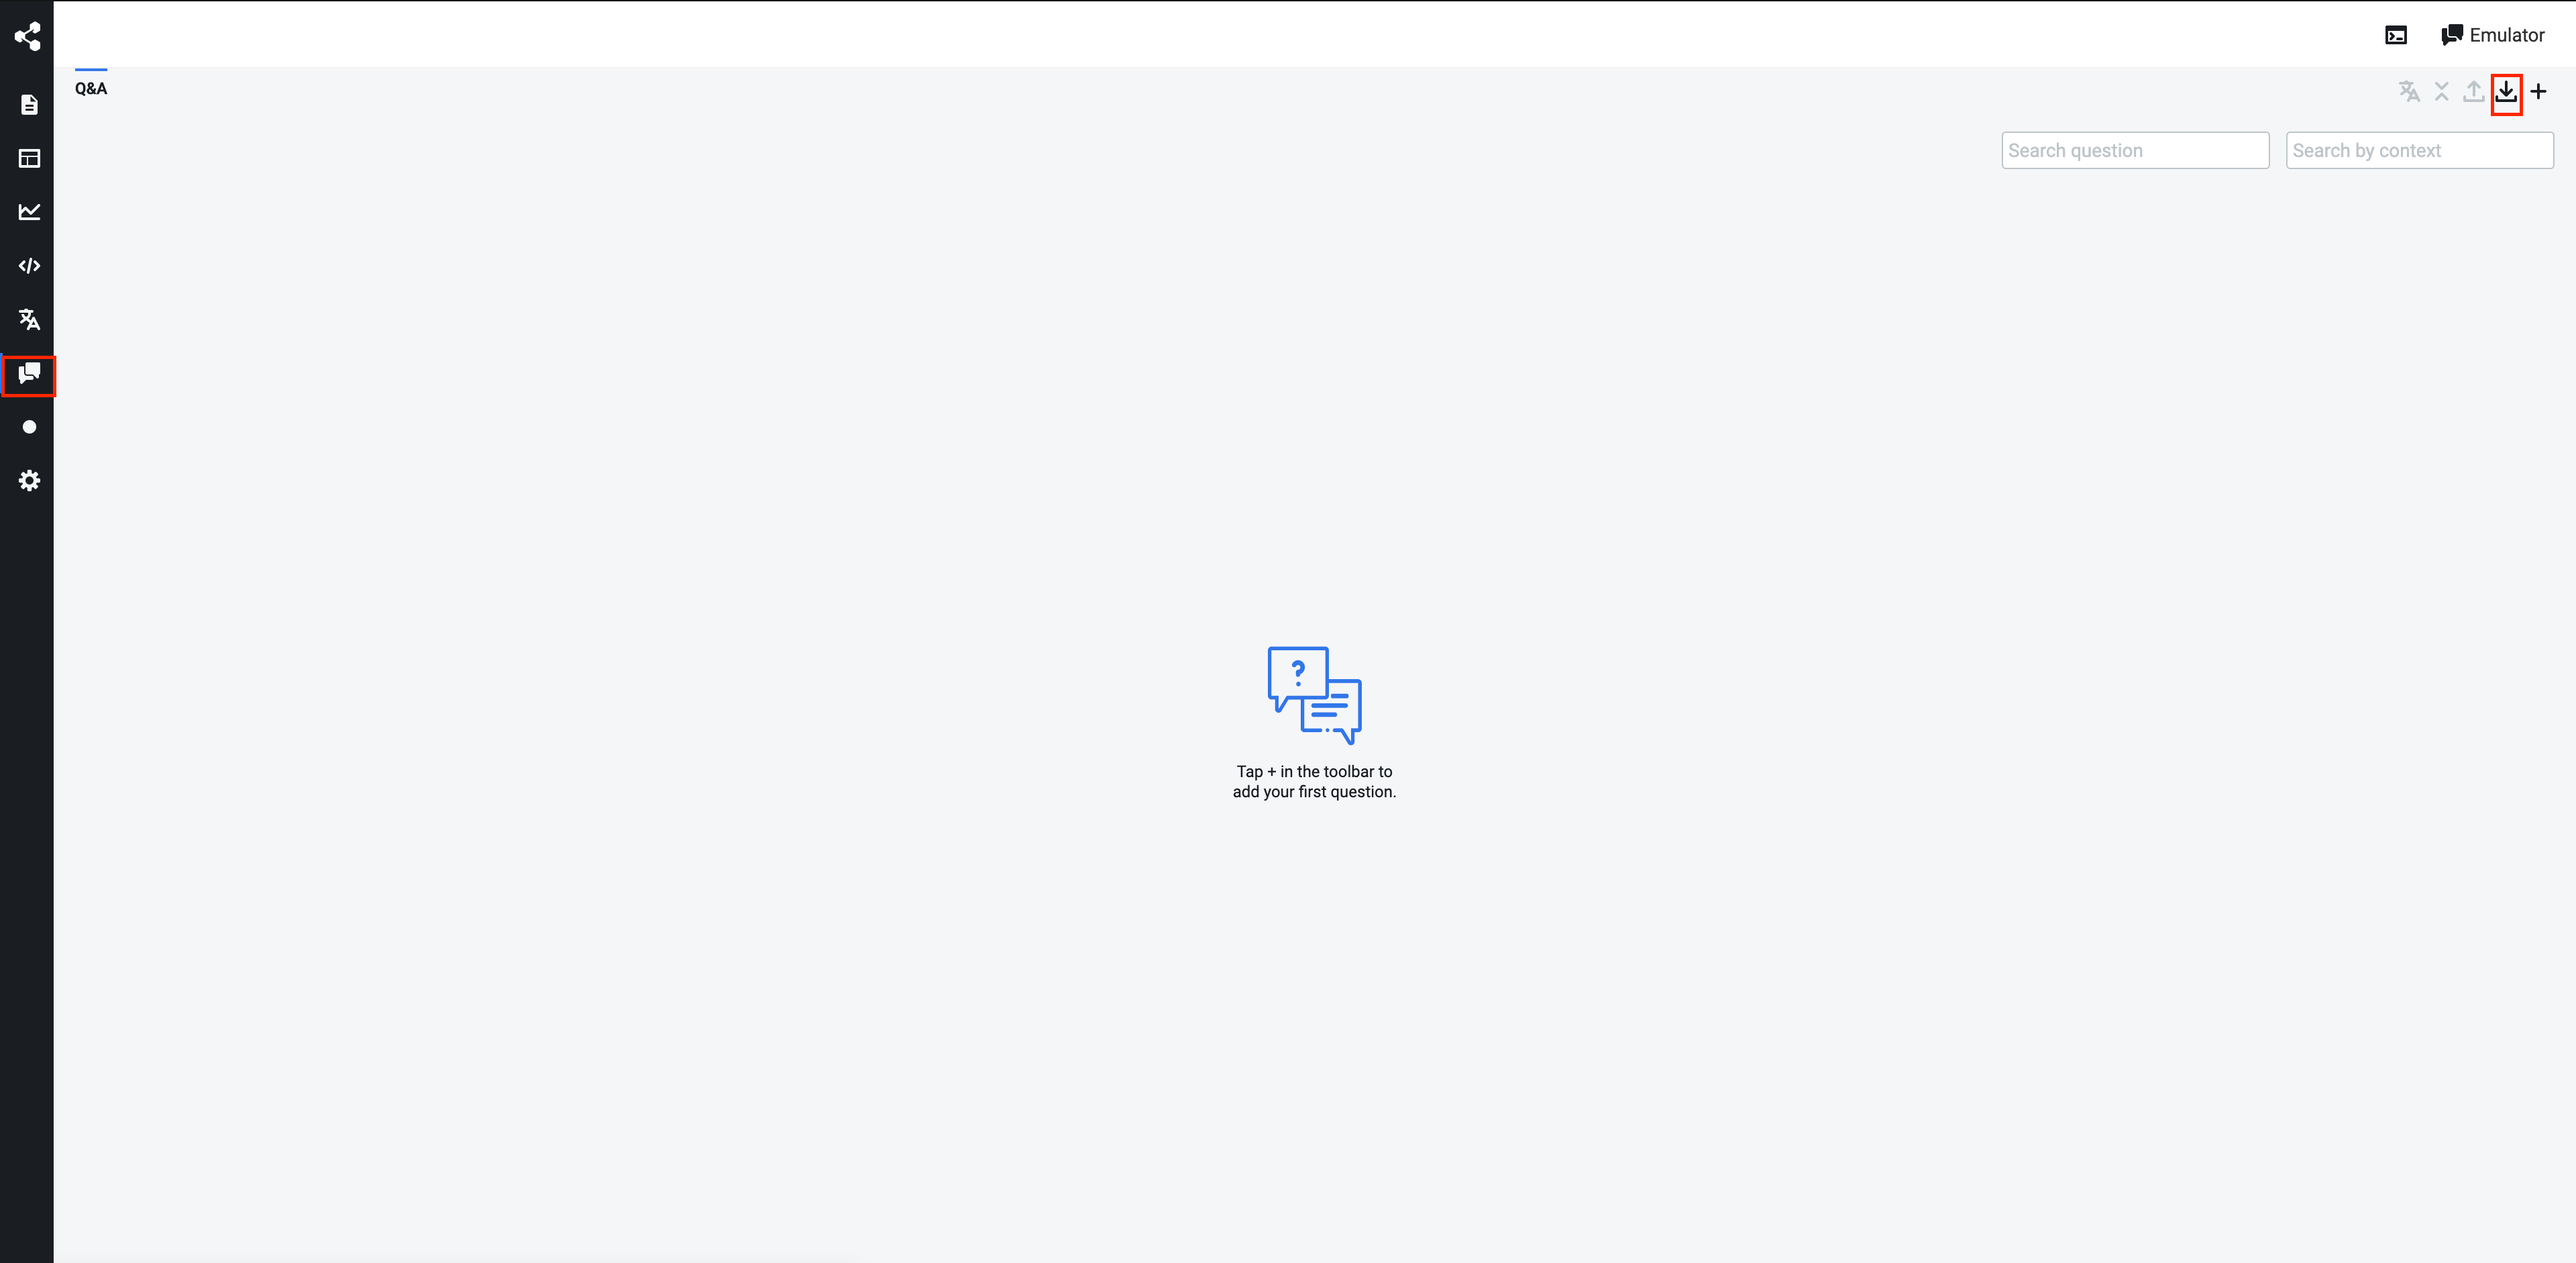 Emulator
Q&A
Search question
Search by context
Tap + in the toolbar to
add your first question.